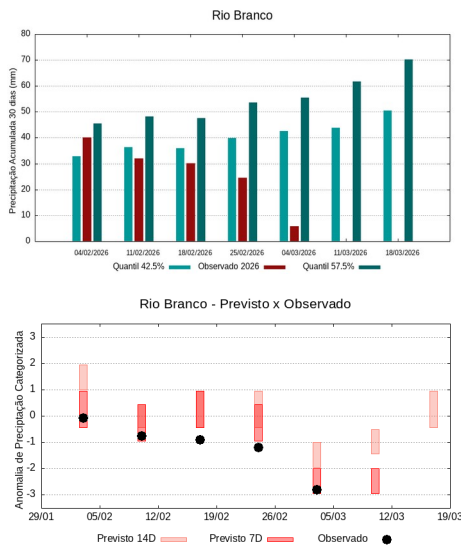 Rio Branco
Precipitação Acumulada 30 dias (mm)
80
70
60
50
40
30
20
10
0
04/02/2026 11/02/2026 18/02/2026 25/02/2026 04/03/2026 11/03/2026 18/03/2026
Quantil 42.5% Observado 2026 Quantil 57.5%
Rio Branco - Previsto x Observado
Anomalia de Precipitação Categorizada
3
2
1
0
-1
-2
-3
29/01 05/02 12/02 19/02 26/02 05/03 12/03 19/03
Previsto 14D Previsto 7D Observado